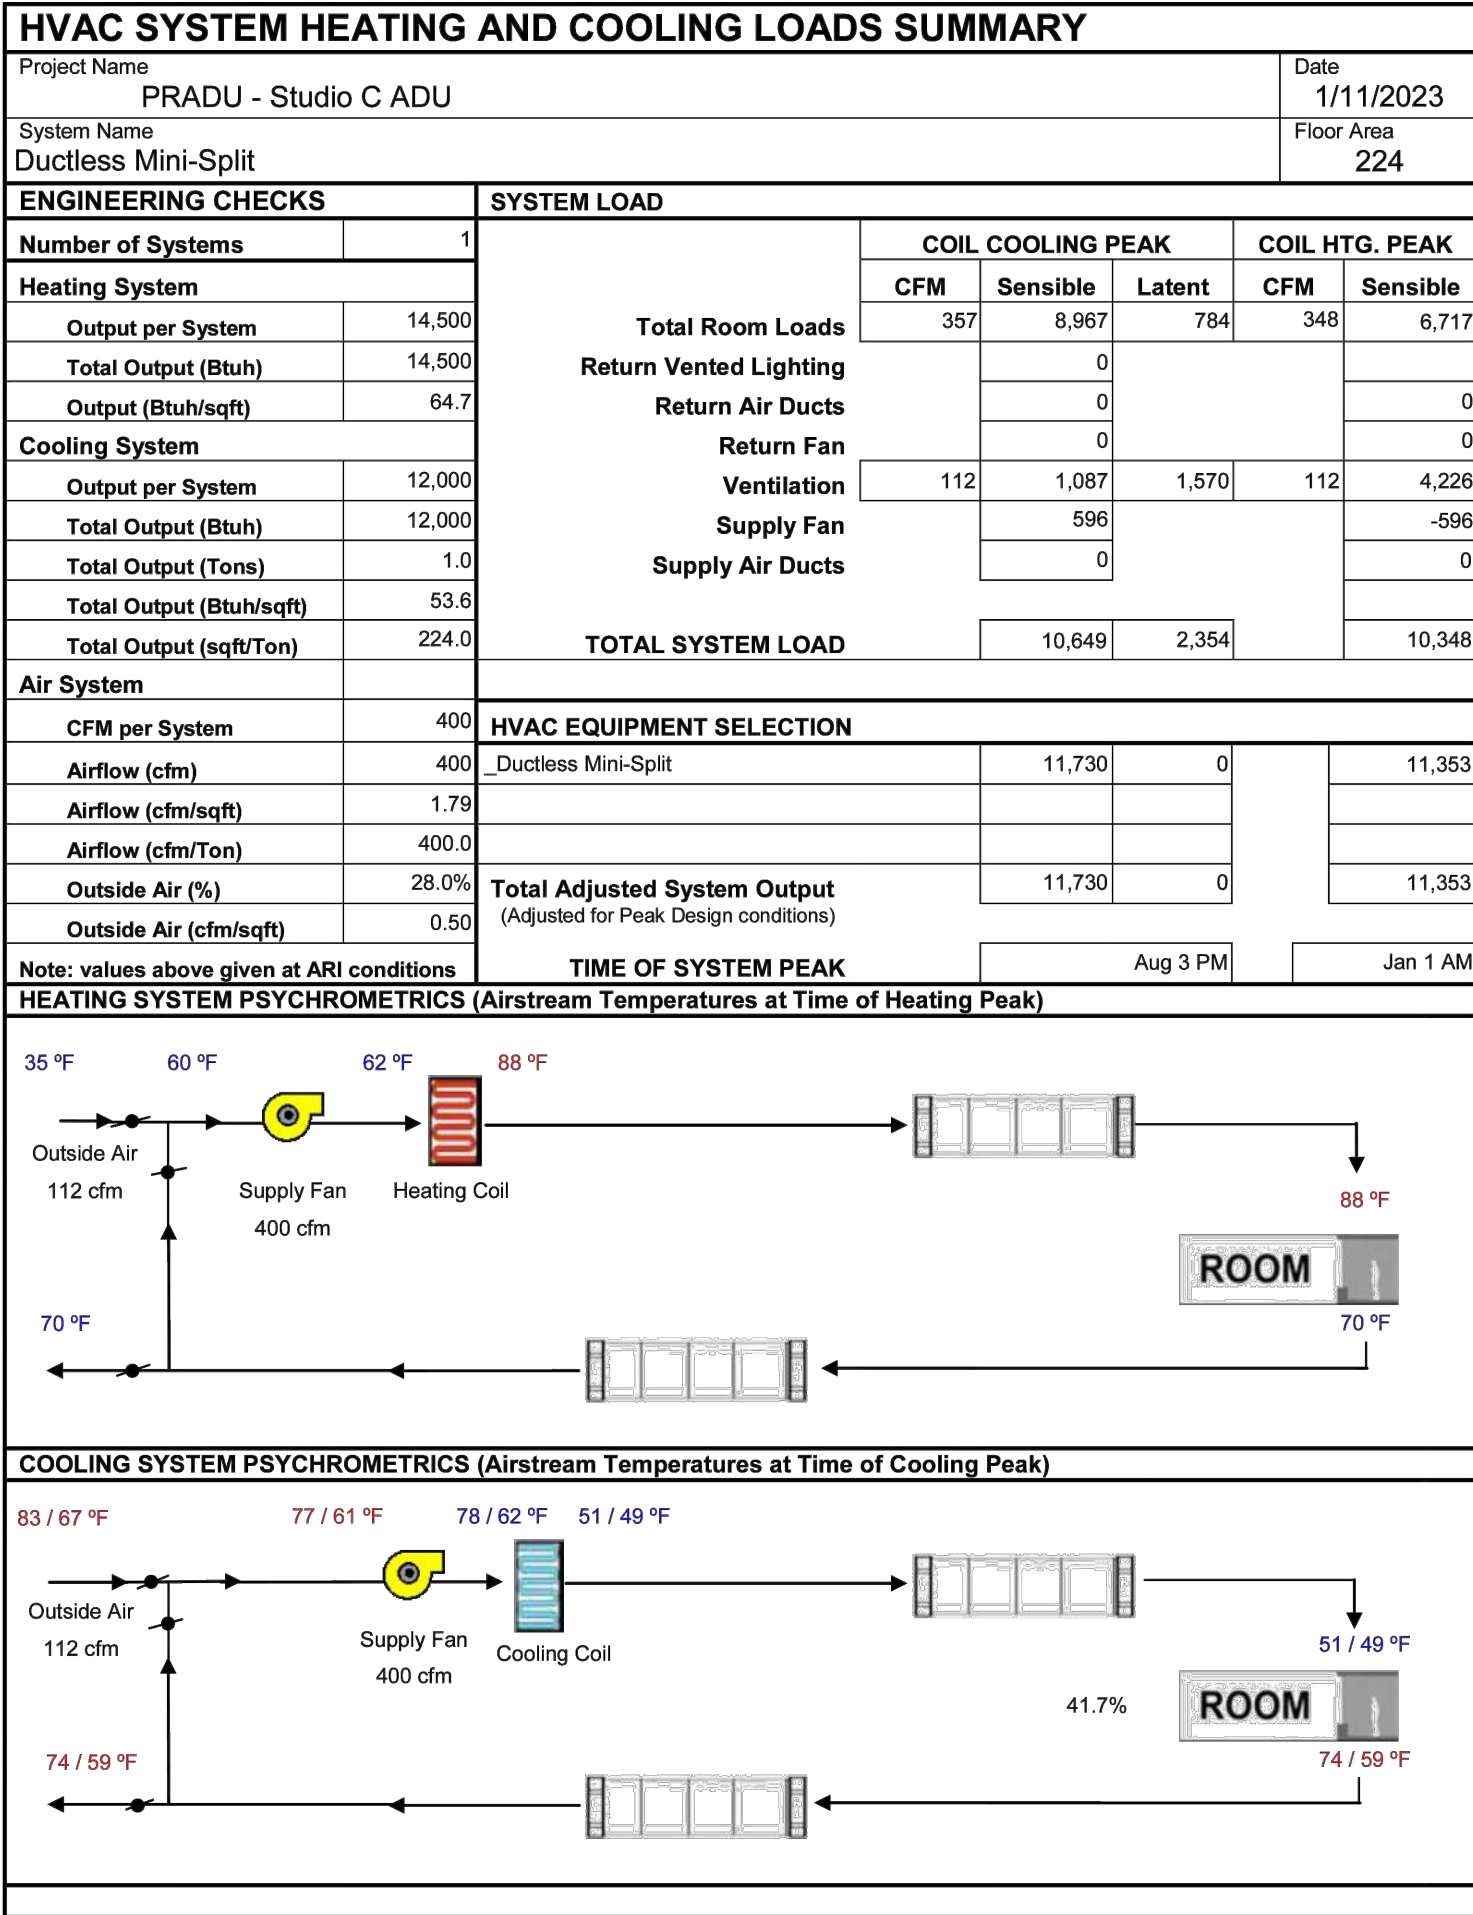 HVAC SYSTEM HEATING AND COOLING LOADS SUMMARY
Project Name
PRADU - Studio C ADU
Date
1/11/2023
System Name
Ductless Mini-Split
Floor Area
224
ENGINEERING CHECKS
SYSTEM LOAD
Number of Systems 1
COIL COOLING PEAK COIL HTG. PEAK
Heating System
CFM Sensible Latent CFM Sensible
Output per System 14,500
Total Room Loads 357 8,967 784 348 6,717
Total Output (Btuh) 14,500
Return Vented Lighting 0
Output (Btuh/sqft) 64.7
Return Air Ducts 0 0
Cooling System
Return Fan 0 0
Output per System 12,000
Ventilation 112 1,087 1,570 112 4,226
Total Output (Btuh) 12,000
Supply Fan 596 -596
Total Output (Tons) 1.0
Supply Air Ducts 0 0
Total Output (Btuh/sqft) 53.6
Total Output (sqft/Ton) 224.0
TOTAL SYSTEM LOAD 10,649 2,354 10,348
Air System
CFM per System 400
HVAC EQUIPMENT SELECTION
Airflow (cfm) 400
_Ductless Mini-Split 11,730 0 11,353
Airflow (cfm/sqft) 1.79
Airflow (cfm/Ton) 400.0
Outside Air (%) 28.0%
Total Adjusted System Output 11,730 0 11,353
(Adjusted for Peak Design conditions)
Outside Air (cfm/sqft) 0.50
Note: values above given at ARI conditions
TIME OF SYSTEM PEAK Aug 3 PM Jan 1 AM
HEATING SYSTEM PSYCHROMETRICS (Airstream Temperatures at Time of Heating Peak)
35 ºF 60 ºF 62 ºF 88 ºF
Outside Air
112 cfm
Supply Fan
400 cfm
Heating Coil
88 ºF
ROOM
70 ºF
70 ºF
COOLING SYSTEM PSYCHROMETRICS (Airstream Temperatures at Time of Cooling Peak)
83 / 67 ºF 77 / 61 ºF 78 / 62 ºF 51 / 49 ºF
Outside Air
112 cfm
Supply Fan
400 cfm
Cooling Coil
51 / 49 ºF
41.7%
ROOM
74 / 59 ºF
74 / 59 ºF